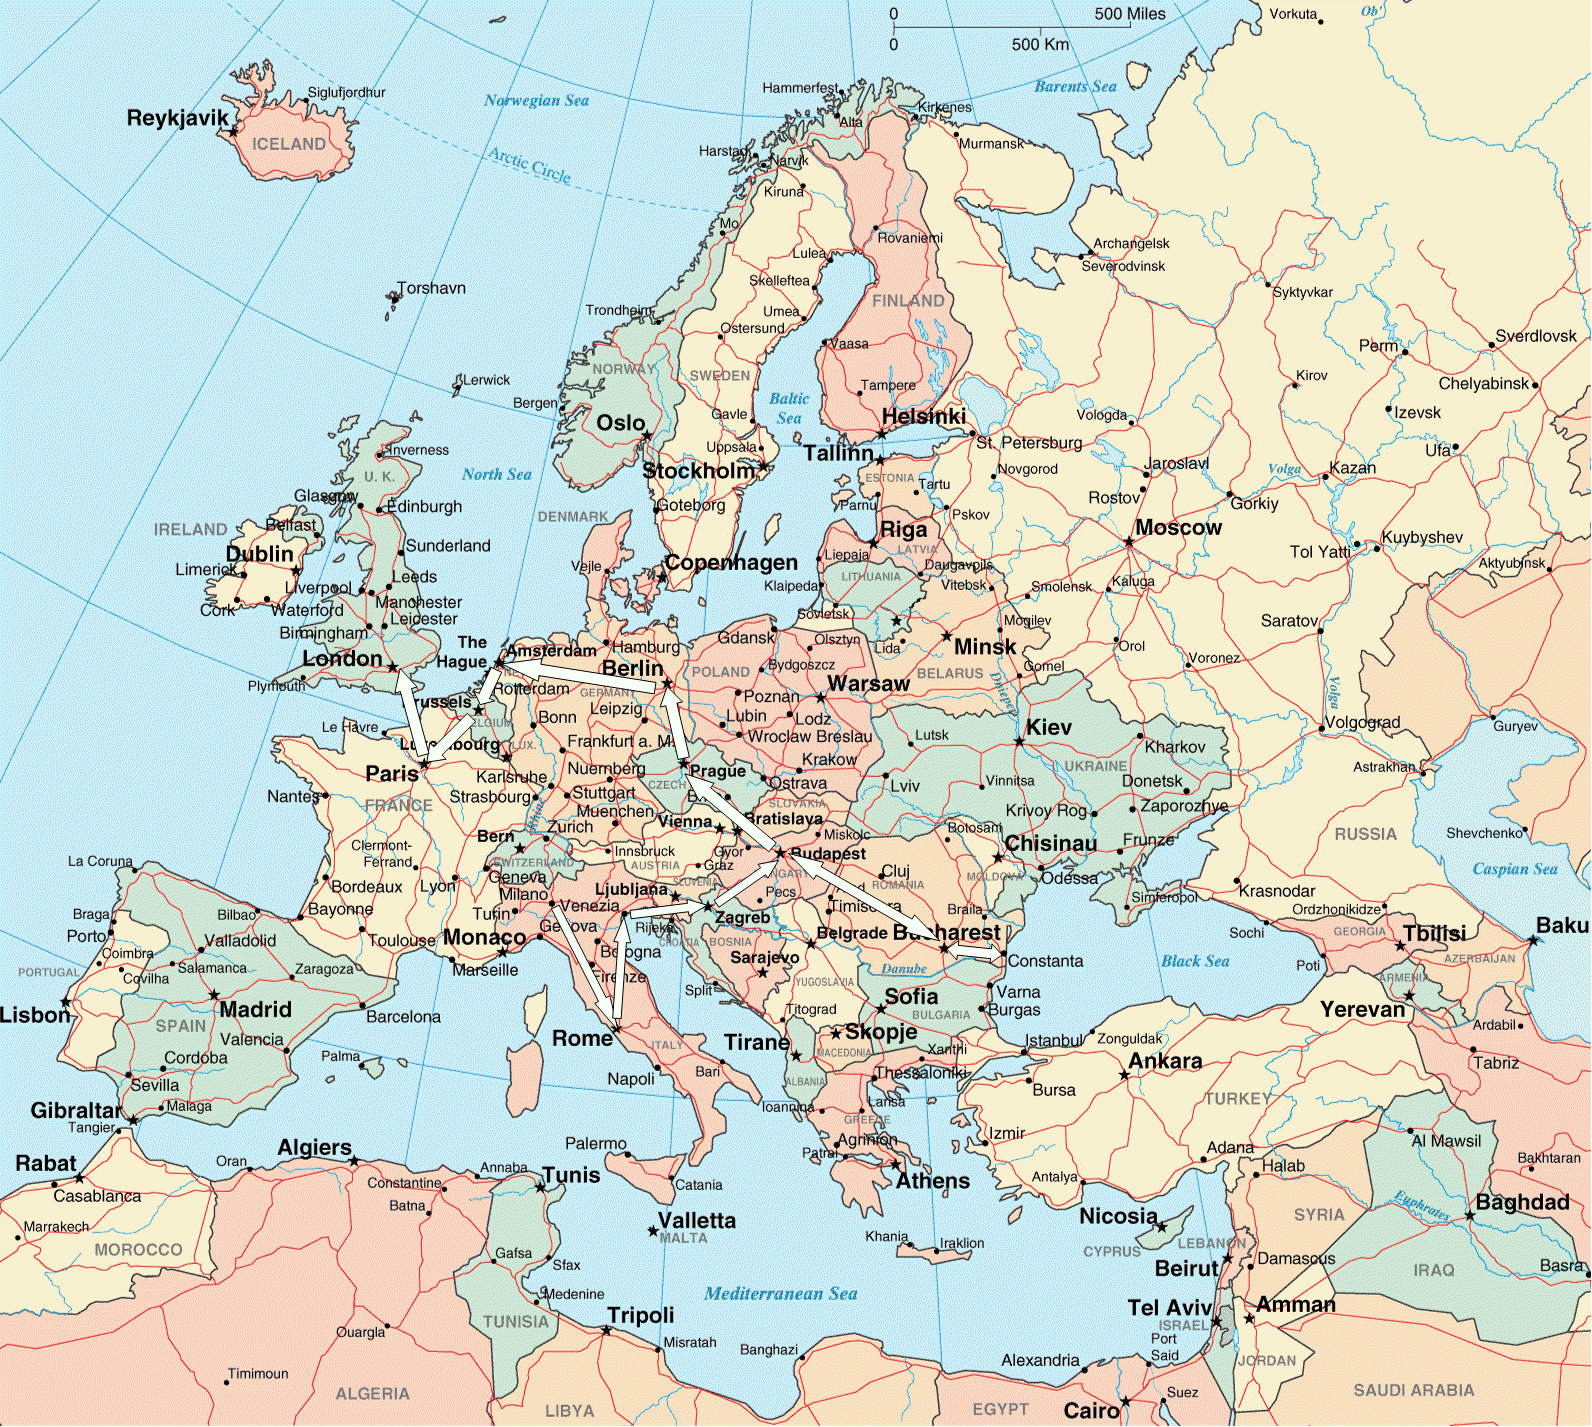 0 500 Miles
0 500 Km
Vorkuta
Ob'
Barents Sea
Norwegian Sea
Arctic Circle
Siglufjordhur
Reykjavik
ICELAND
Hammerfest
Kirkenes
Alta
Murmansk
Harstad
Narvik
Kiruna
Mo
Rovaniemi
Archangelsk
Severodvinsk
Lulea
Skelleftea
Syktyvkar
Torshavn
FINLAND
Trondheim
Umea
Ostersund
Vaasa
Sverdlovsk
Perm
NORWAY
SWEDEN
Lerwick
Tampere
Kirov
Chelyabinsk
Baltic
Sea
Bergen
Gavle
Helsinki
Vologda
Izevsk
Oslo
Uppsala
Tallinn
St. Petersburg
Ufa
Inverness
U. K.
North Sea
Stockholm
ESTONIA
Tartu
Novgorod
Jaroslavl
Volga
Kazan
Glasgow
Edinburgh
Goteborg
Parnu
Pskov
Rostov
Gorkiy
IRELAND
Belfast
DENMARK
Riga
LATVIA
Moscow
Kuybyshev
Tol Yatti
Dublin
Sunderland
Copenhagen
Liepaja
Daugavpils
Aktyubinsk
Limerick
Vejle
LITHUANIA
Klaipeda
Vitebsk
Smolensk
Kaluga
Liverpool
Leeds
Manchester
Cork
Waterford
Leicester
Sovietsk
Mogilev
Saratov
Birmingham
The
Hague
Amsterdam
Hamburg
Gdansk
Olsztyn
Lida
Minsk
Orol
London
Berlin
POLAND
Bydgoszcz
BELARUS
Gomel
Voronez
Plymouth
Rotterdam
GERMANY
Poznan
Warsaw
Dnieper
Volga
Leipzig
Lubin
Lodz
Le Havre
Bonn
Wroclaw Breslau
Lutsk
Kiev
Volgograd
Guryev
LUX.
Frankfurt a. M.
Kharkov
Paris
Karlsruhe
Nuernberg
Prague
Krakow
UKRAINE
Astrakhan
Nantes
FRANCE
Strasbourg
Stuttgart
CZECH
Ostrava
Lviv
Vinnitsa
Donetsk
SLOVAKIA
Krivoy Rog
Zaporozhye
Rhine
Muenchen
Vienna
Bratislava
Miskolc
Botosani
RUSSIA
Shevchenko
Bern
Zurich
Chisinau
Frunze
La Coruna
Clermont-
Ferrand
Innsbruck
Gyor
Budapest
SWITZERLAND
AUSTRIA
Graz
Cluj
MOLDOVA
Odessa
Caspian Sea
Bordeaux
Lyon
Geneva
Ljubljana
SLOVENIA
ROMANIA
Krasnodar
Milano
Venezia
Pecs
Simferopol
Braga
Bilbao
Bayonne
Turin
Zagreb
Timisoara
Braila
Ordzhonikidze
Porto
Genova
Rijeka
Belgrade
Bucharest
Sochi
GEORGIA
Tbilisi
Baku
Coimbra
Valladolid
Toulouse
Monaco
Bologna
CROATIA
BOSNIA
Sarajevo
Constanta
Black Sea
AZERBAIJAN
PORTUGAL
Covilha
Salamanca
Zaragoza
Marseille
Firenze
Danube
Poti
ARMENIA
Split
YUGOSLAVIA
Varna
Lisbon
Madrid
Barcelona
Titograd
Sofia
BULGARIA
Burgas
Yerevan
SPAIN
Rome
Tirane
Skopje
Ardabil
Valencia
ITALY
MACEDONIA
Xanthi
Istanbul
Zonguldak
Ankara
Tabriz
Cordoba
Palma
Napoli
Bari
ALBANIA
Thessaloniki
Sevilla
Bursa
TURKEY
Gibraltar
Malaga
Ioannina
Larisa
GREECE
Tangier
Izmir
Al Mawsil
Algiers
Palermo
Agrinion
Adana
Patrai
Rabat
Oran
Annaba
Tunis
Athens
Antalya
Halab
Bakhtaran
Casablanca
Constantine
Catania
Batna
Valletta
MALTA
Nicosia
SYRIA
Euphrates
Baghdad
Marrakech
MOROCCO
Gafsa
Khania
Iraklion
CYPRUS
LEBANON
Damascus
Sfax
Beirut
IRAQ
Basra
Medenine
Mediterranean Sea
TUNISIA
Tripoli
Tel Aviv
ISRAEL
Amman
Ouargla
Misratah
Banghazi
Port
Said
Alexandria
JORDAN
Timimoun
ALGERIA
Suez
SAUDI ARABIA
LIBYA
EGYPT
Cairo